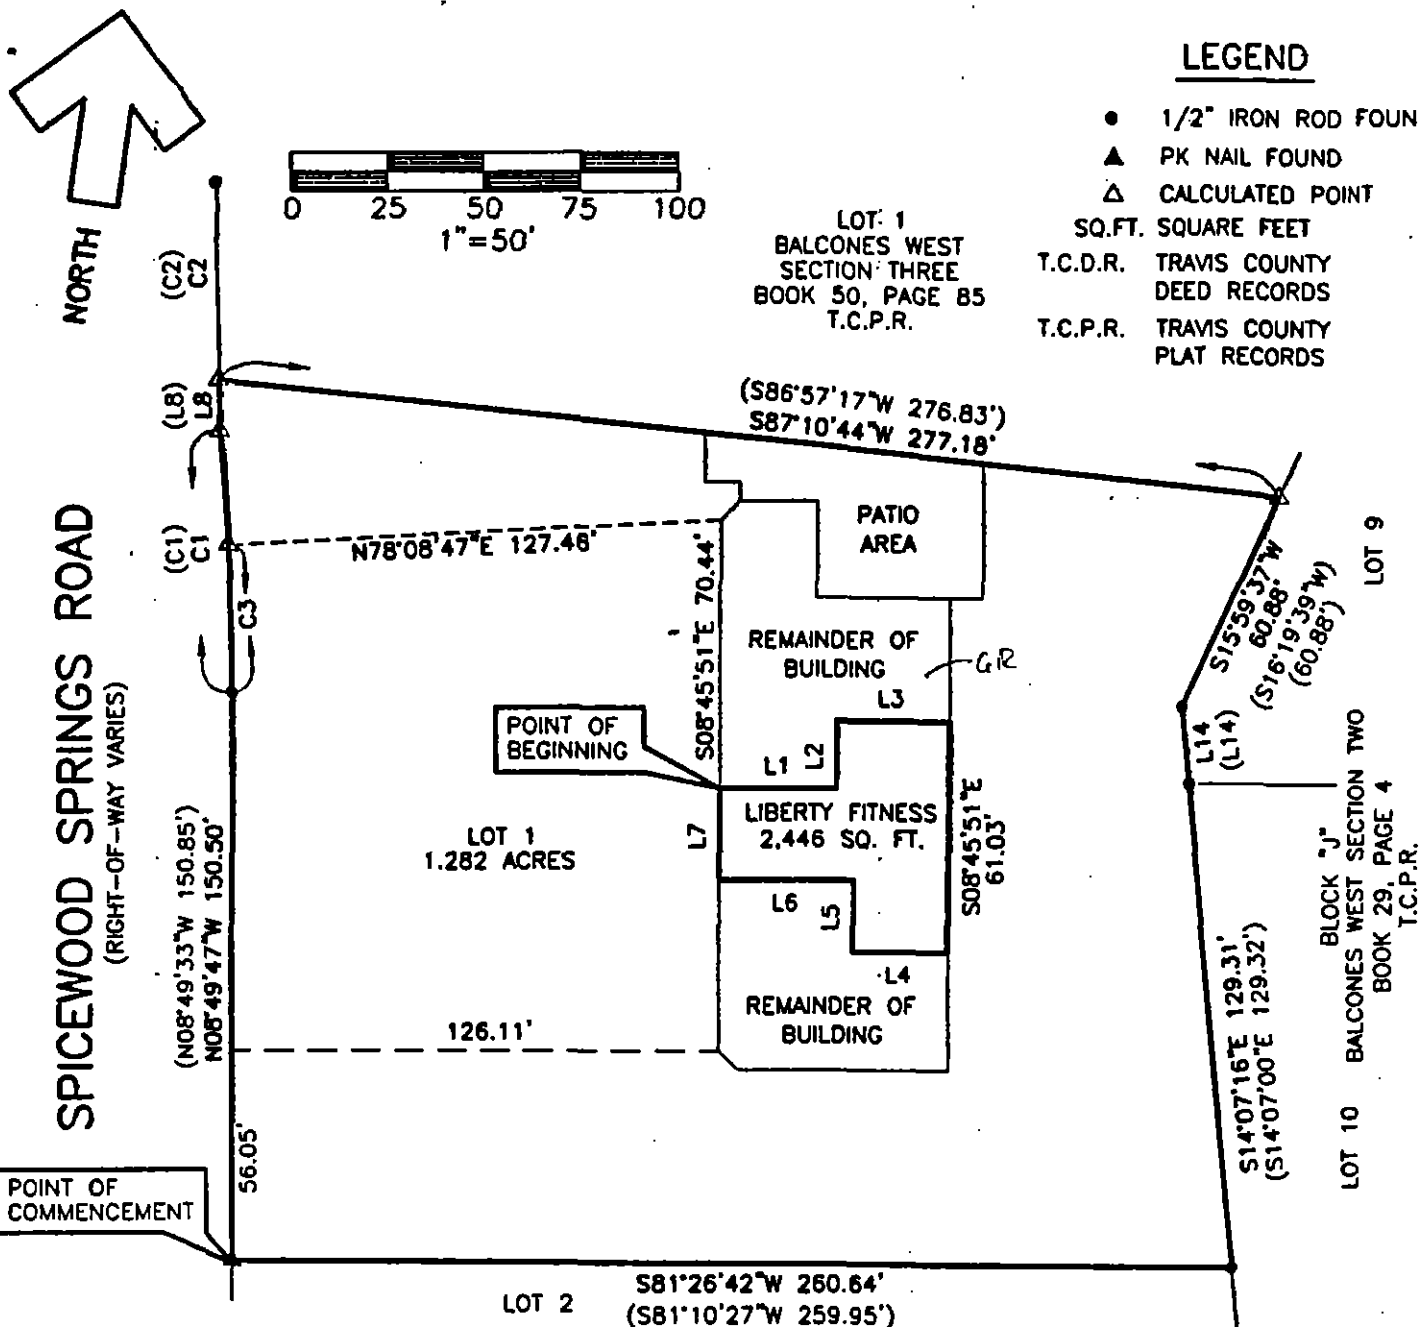 LEGEND
1/2" IRON ROD FOUN
PK NAIL FOUND
CALCULATED POINT
SQ.FT. SQUARE FEET
T.C.D.R. TRAVIS COUNTY
DEED RECORDS
T.C.P.R. TRAVIS COUNTY
PLAT RECORDS
NORTH
0 25 50 75 100
1"=50'
LOT 1
BALCONES WEST
SECTION THREE
BOOK 50, PAGE 85
T.C.P.R.
(C2)
C2
(L8)
L8
(C1)
C1
C3
(S86°57'17"W 276.83')
S87°10'44"W 277.18'
N78°08'47"E 127.46'
S08°45'51"E 70.44'
PATIO
AREA
REMAINDER OF
BUILDING
GR
L3
POINT OF
BEGINNING
L1
L2
LIBERTY FITNESS
2,446 SQ. FT.
L7
L6
L5
L4
S08°45'51"E
61.03'
REMAINDER OF
BUILDING
LOT 1
1.282 ACRES
126.11'
SPICEWOOD SPRINGS ROAD
(RIGHT-OF-WAY VARIES)
(N08°49'33"W 150.85')
N08°49'47"W 150.50'
56.05'
POINT OF
COMMENCEMENT
S81°26'42"W 260.64'
(S81°10'27"W 259.95')
LOT 2
S15°59'37"W
60.88'
(S16°19'39"W)
(60.88')
LOT 9
L14
(L14)
S14°07'16"E 129.31'
(S14°07'00"E 129.32')
LOT 10
BLOCK "J"
BALCONES WEST SECTION TWO
BOOK 29, PAGE 4
T.C.P.R.